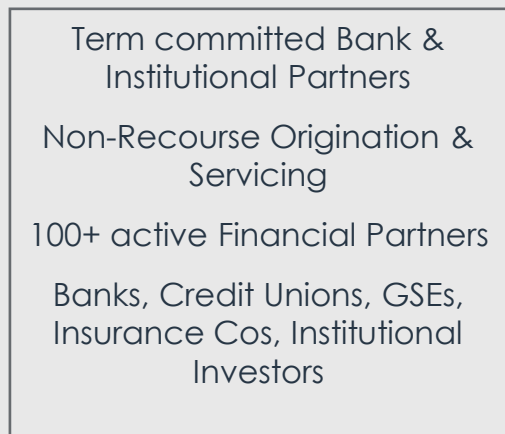 Term committed Bank &
Institutional Partners
Non-Recourse Origination &
Servicing
100+ active Financial Partners
Banks, Credit Unions, GSEs,
Insurance Cos, Institutional
Investors